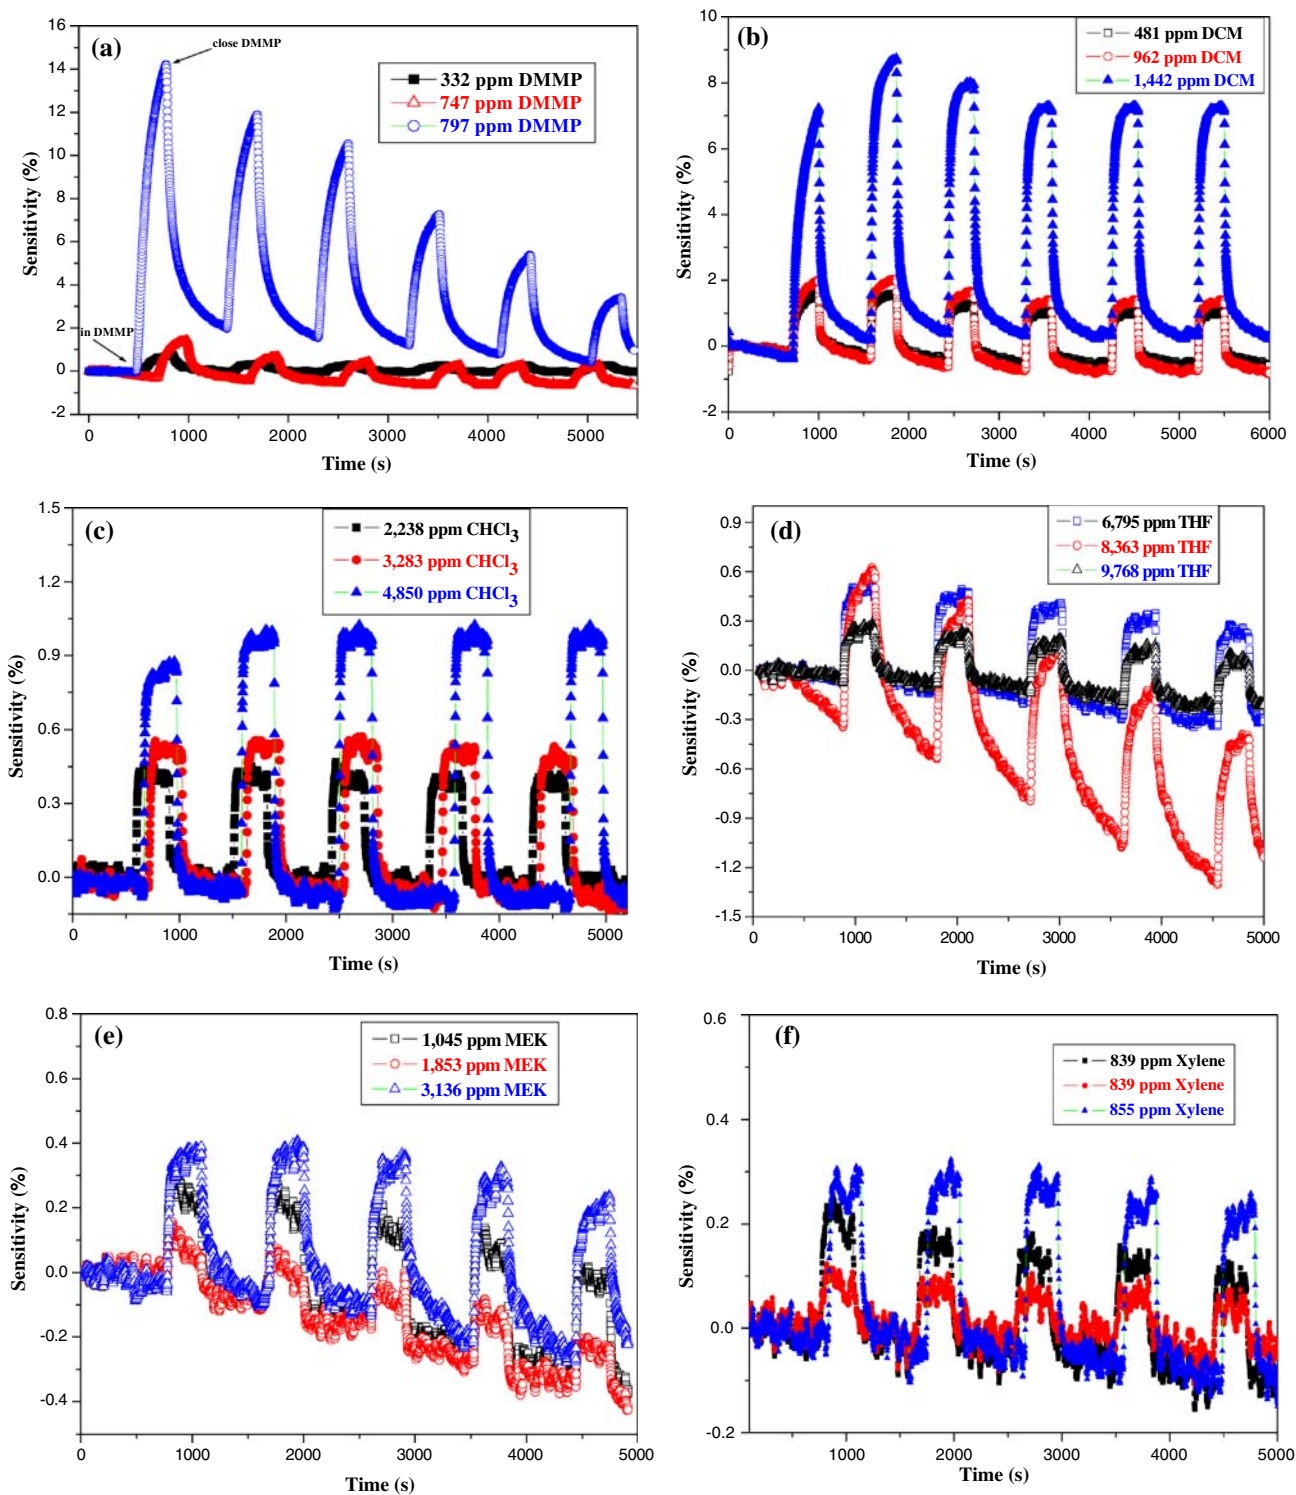 (a)
close DMMP
in DMMP
332 ppm DMMP
747 ppm DMMP
797 ppm DMMP
16
14
12
10
8
6
4
2
0
-2
Sensitivity (%)
0 1000 2000 3000 4000 5000
Time (s)
(b)
481 ppm DCM
962 ppm DCM
1,442 ppm DCM
10
8
6
4
2
0
-2
Sensitivity (%)
0 1000 2000 3000 4000 5000 6000
Time (s)
(c)
2,238 ppm CHCl3
3,283 ppm CHCl3
4,850 ppm CHCl3
1.5
1.2
0.9
0.6
0.3
0.0
Sensitivity (%)
0 1000 2000 3000 4000 5000
Time (s)
(d)
6,795 ppm THF
8,363 ppm THF
9,768 ppm THF
0.9
0.6
0.3
0.0
-0.3
-0.6
-0.9
-1.2
-1.5
Sensitivity (%)
0 1000 2000 3000 4000 5000
Time (s)
(e)
1,045 ppm MEK
1,853 ppm MEK
3,136 ppm MEK
0.8
0.6
0.4
0.2
0.0
-0.2
-0.4
Sensitivity (%)
0 1000 2000 3000 4000 5000
Time (s)
(f)
839 ppm Xylene
839 ppm Xylene
855 ppm Xylene
0.6
0.4
0.2
0.0
-0.2
Sensitivity (%)
1000 2000 3000 4000 5000
Time (s)